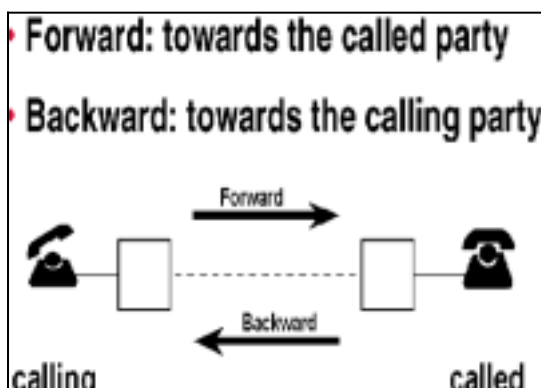 • Forward: towards the called party
• Backward: towards the calling party
Forward
Backward
calling called